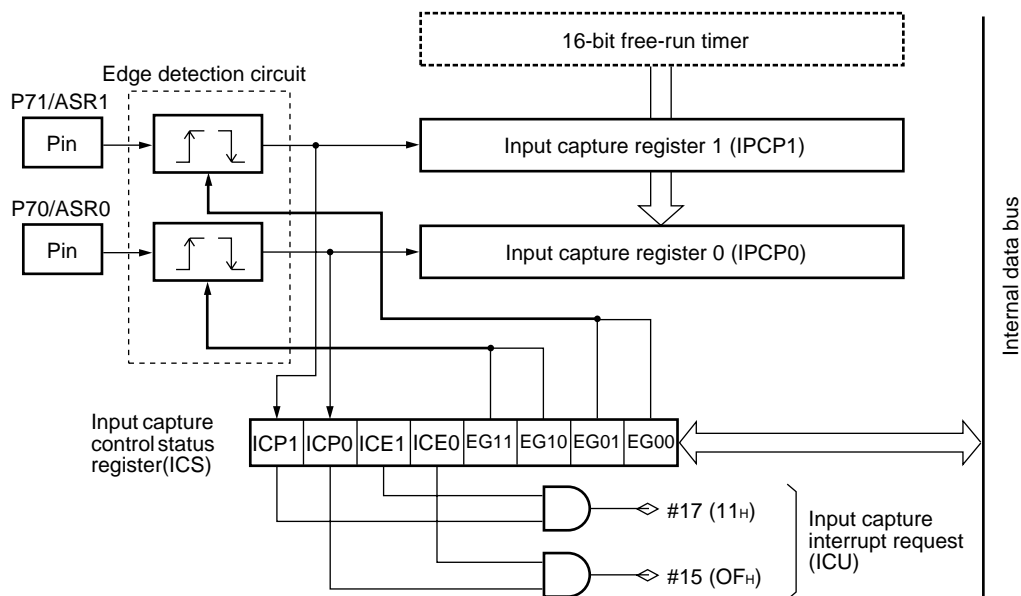 16-bit free-run timer
Edge detection circuit
P71/ASR1
Pin
Input capture register 1 (IPCP1)
P70/ASR0
Pin
Input capture register 0 (IPCP0)
Internal data bus
Input capture
control status
register(ICS)
ICP1 ICP0 ICE1 ICE0 EG11 EG10 EG01 EG00
#17 (11H)
#15 (OFH)
Input capture
interrupt request
(ICU)